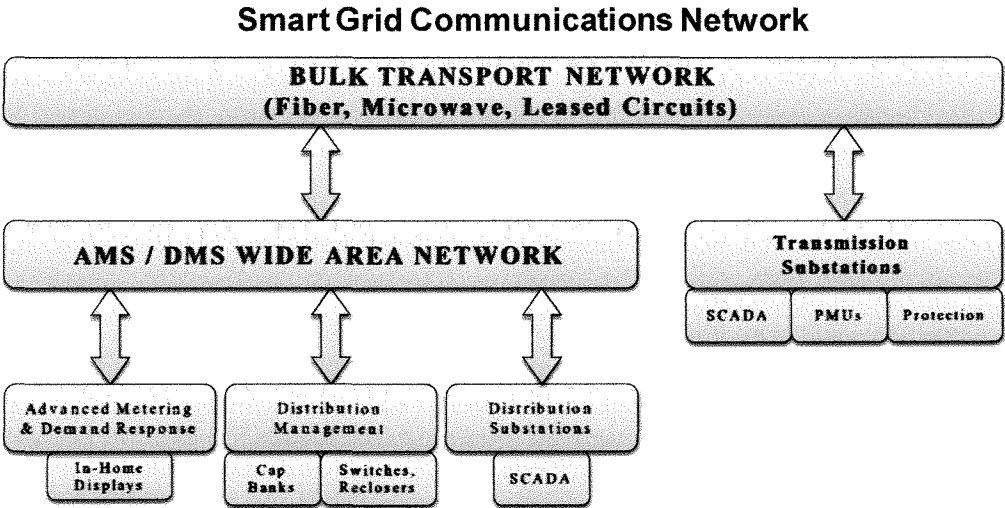 Smart Grid Communications Network
BULK TRANSPORT NETWORK
(Fiber, Microwave, Leased Circuits)
AMS / DMS WIDE AREA NETWORK
Transmission
Substations
SCADA
PMUs
Protection
Advanced Metering
& Demand Response
In-Home
Displays
Distribution
Management
Cap
Banks
Switches,
Reclosers
Distribution
Substations
SCADA